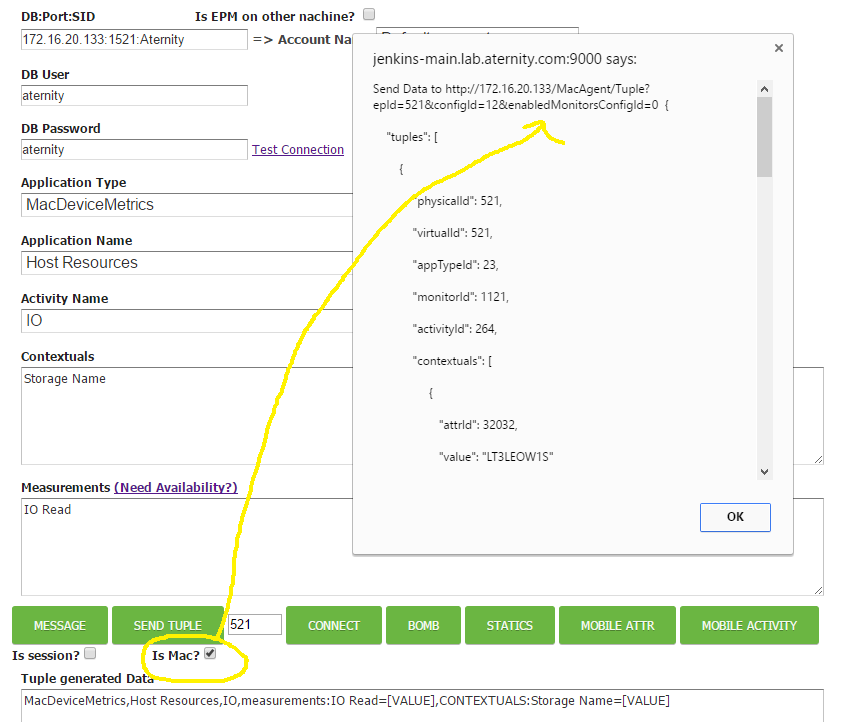 DB:Port:SID Is EPM on other nachine?
172.16.20.133:1521:Aternity => Account Na
DB User
aternity
DB Password
aternity Test Connection
Application Type
MacDeviceMetrics
Application Name
Host Resources
Activity Name
IO
Contextuals
Storage Name
Measurements (Need Availability?)
IO Read
jenkins-main.lab.aternity.com:9000 says:
Send Data to http://172.16.20.133/MacAgent/Tuple?
epId=521&configId=12&enabledMonitorsConfigId=0 {
"tuples": [
{
"physicalId": 521,
"virtualId": 521,
"appTypeId": 23,
"monitorId": 1121,
"activityId": 264,
"contextuals": [
{
"attrId": 32032,
"value": "LT3LEOW1S"
OK
MESSAGE SEND TUPLE 521 CONNECT BOMB STATICS MOBILE ATTR MOBILE ACTIVITY
Is session? Is Mac?
Tuple generated Data
MacDeviceMetrics,Host Resources,IO,measurements:IO Read=[VALUE],CONTEXTUALS:Storage Name=[VALUE]